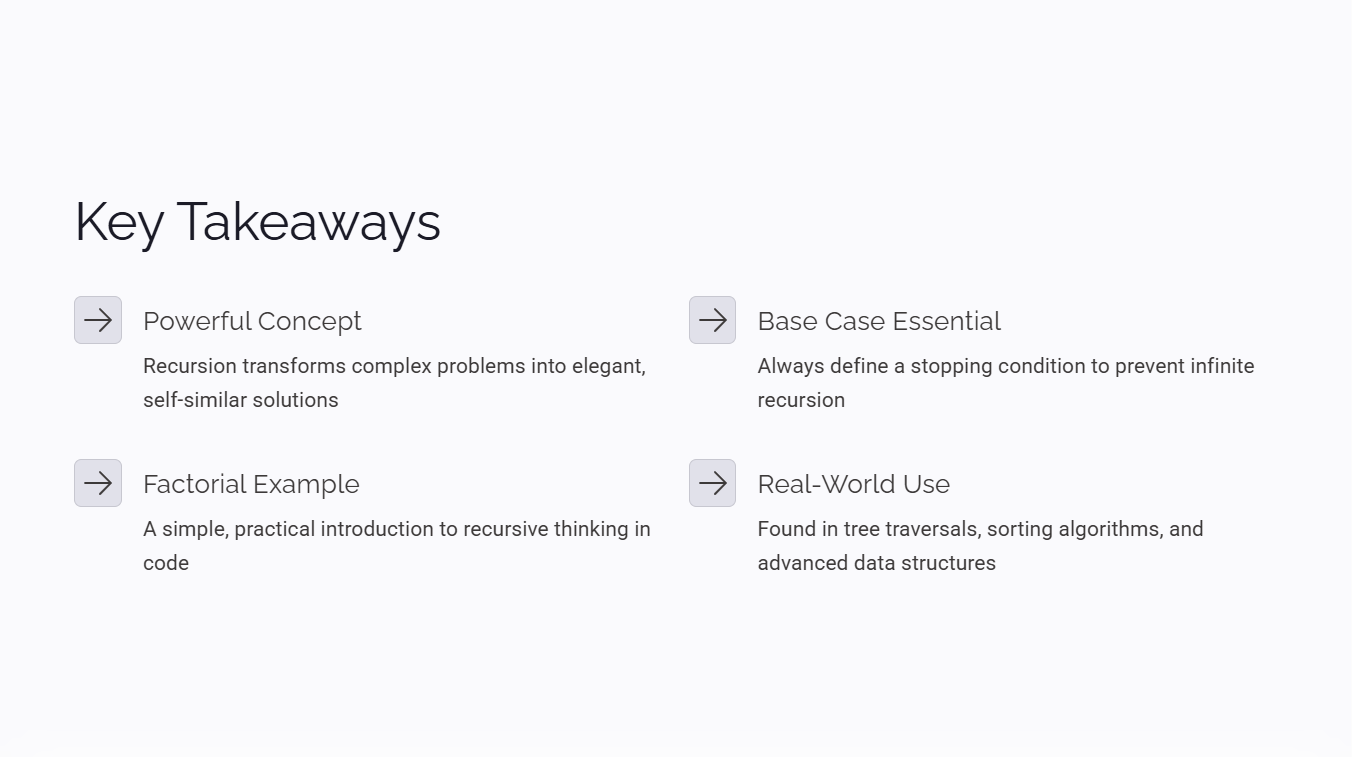 Key Takeaways
Powerful Concept
Recursion transforms complex problems into elegant,
self-similar solutions
Base Case Essential
Always define a stopping condition to prevent infinite
recursion
Factorial Example
A simple, practical introduction to recursive thinking in
code
Real-World Use
Found in tree traversals, sorting algorithms, and
advanced data structures